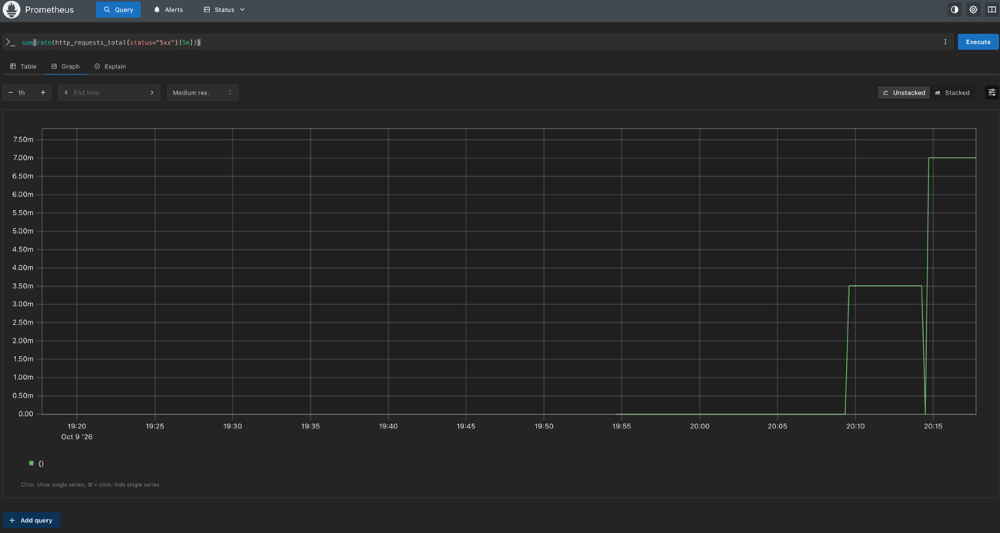 Prometheus Query Alerts Status
>_ sum(rate(http_requests_total{status="5xx"}[5m]))
Execute
Table Graph Explain
− 1h + < End time > Medium res. Unstacked Stacked
7.50m
7.00m
6.50m
6.00m
5.50m
5.00m
4.50m
4.00m
3.50m
3.00m
2.50m
2.00m
1.50m
1.00m
0.50m
0.00
19:20 19:25 19:30 19:35 19:40 19:45 19:50 19:55 20:00 20:05 20:10 20:15
Oct 9 '26
{}
Click: show single series, ⌘ + click: hide single series
+ Add query